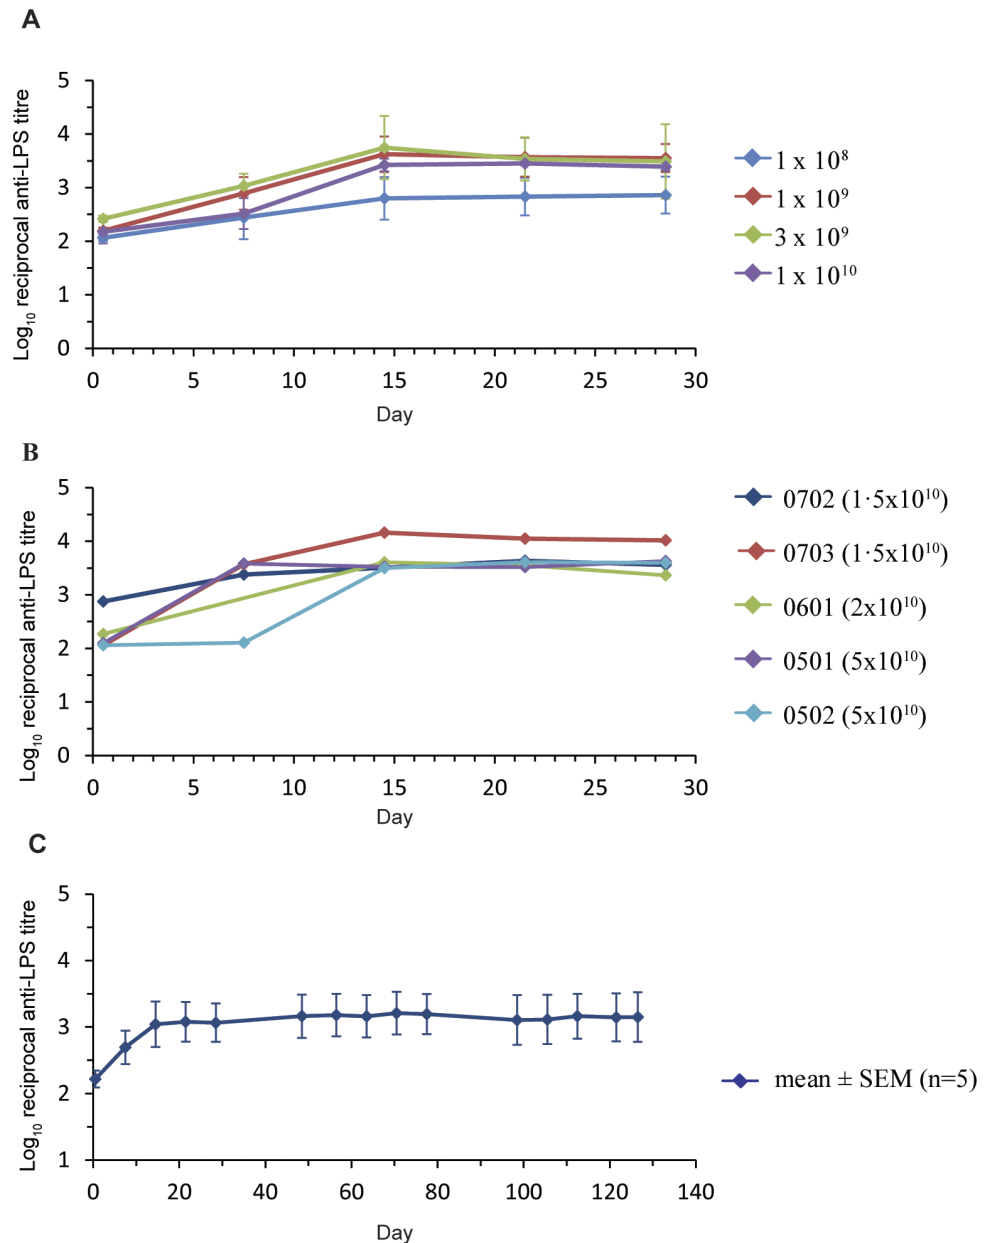 A
Log₁₀ reciprocal anti-LPS titre
5
4
3
2
1
0
0 5 10 15 20 25 30
Day
1 x 10⁸
1 x 10⁹
3 x 10⁹
1 x 10¹⁰
B
Log₁₀ reciprocal anti-LPS titre
5
4
3
2
1
0
0 5 10 15 20 25 30
Day
0702 (1·5x10¹⁰)
0703 (1·5x10¹⁰)
0601 (2x10¹⁰)
0501 (5x10¹⁰)
0502 (5x10¹⁰)
C
Log₁₀ reciprocal anti-LPS titre
5
4
3
2
1
0 20 40 60 80 100 120 140
Day
mean ± SEM (n=5)